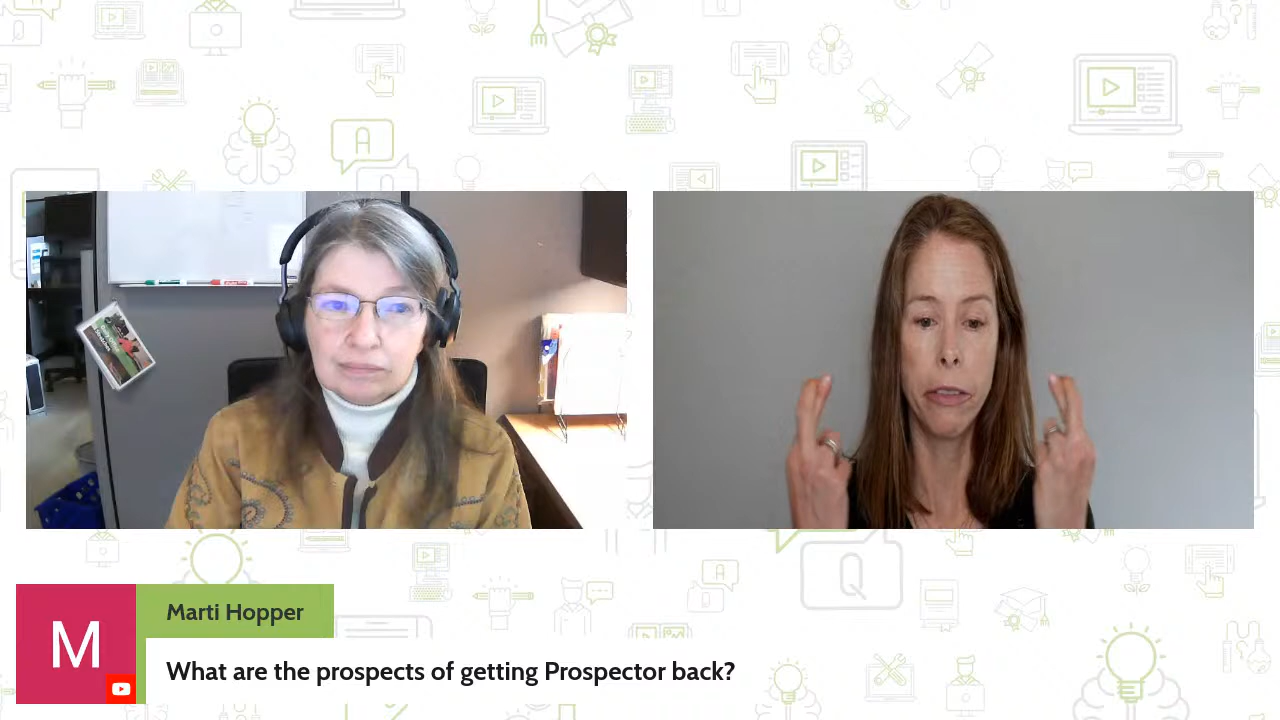 A
A
Q
M
Marti Hopper
What are the prospects of getting Prospector back?